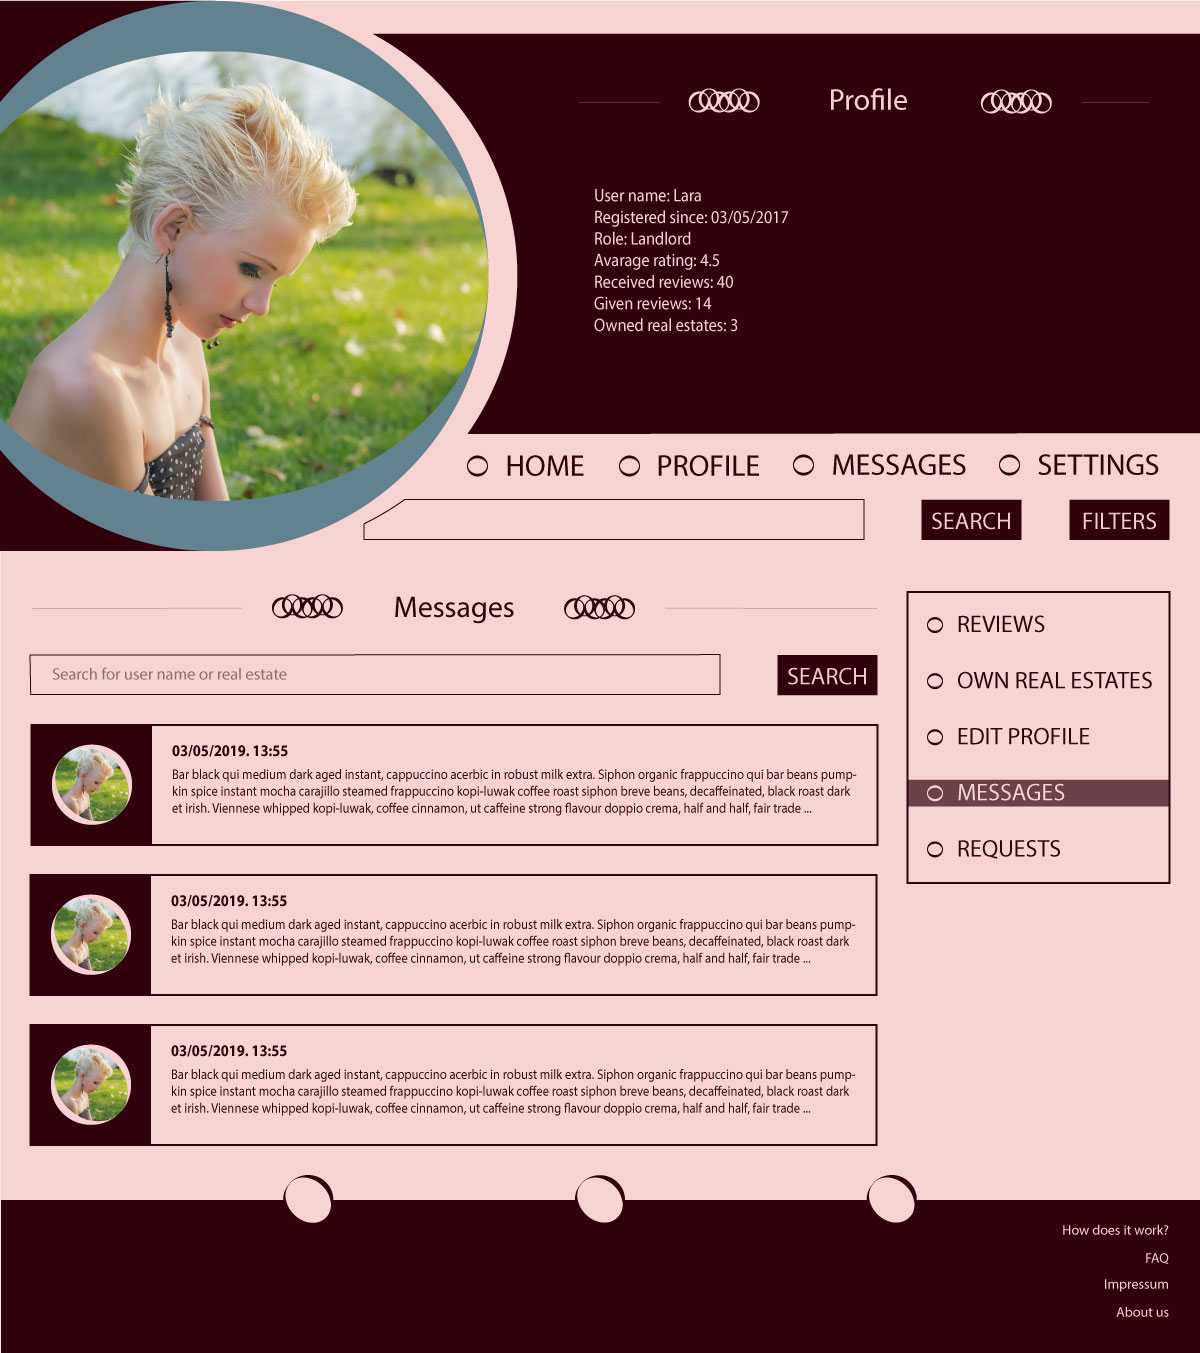 Profile
User name: Lara
Registered since: 03/05/2017
Role: Landlord
Avarage rating: 4.5
Received reviews: 40
Given reviews: 14
Owned real estates: 3
HOME PROFILE MESSAGES SETTINGS
SEARCH FILTERS
Messages
Search for user name or real estate SEARCH
03/05/2019. 13:55
Bar black qui medium dark aged instant, cappuccino acerbic in robust milk extra. Siphon organic frappuccino qui bar beans pump-
kin spice instant mocha carajillo steamed frappuccino kopi-luwak coffee roast siphon breve beans, decaffeinated, black roast dark
et irish. Viennese whipped kopi-luwak, coffee cinnamon, ut caffeine strong flavour doppio crema, half and half, fair trade ...
03/05/2019. 13:55
Bar black qui medium dark aged instant, cappuccino acerbic in robust milk extra. Siphon organic frappuccino qui bar beans pump-
kin spice instant mocha carajillo steamed frappuccino kopi-luwak coffee roast siphon breve beans, decaffeinated, black roast dark
et irish. Viennese whipped kopi-luwak, coffee cinnamon, ut caffeine strong flavour doppio crema, half and half, fair trade ...
03/05/2019. 13:55
Bar black qui medium dark aged instant, cappuccino acerbic in robust milk extra. Siphon organic frappuccino qui bar beans pump-
kin spice instant mocha carajillo steamed frappuccino kopi-luwak coffee roast siphon breve beans, decaffeinated, black roast dark
et irish. Viennese whipped kopi-luwak, coffee cinnamon, ut caffeine strong flavour doppio crema, half and half, fair trade ...
REVIEWS
OWN REAL ESTATES
EDIT PROFILE
MESSAGES
REQUESTS
How does it work?
FAQ
Impressum
About us